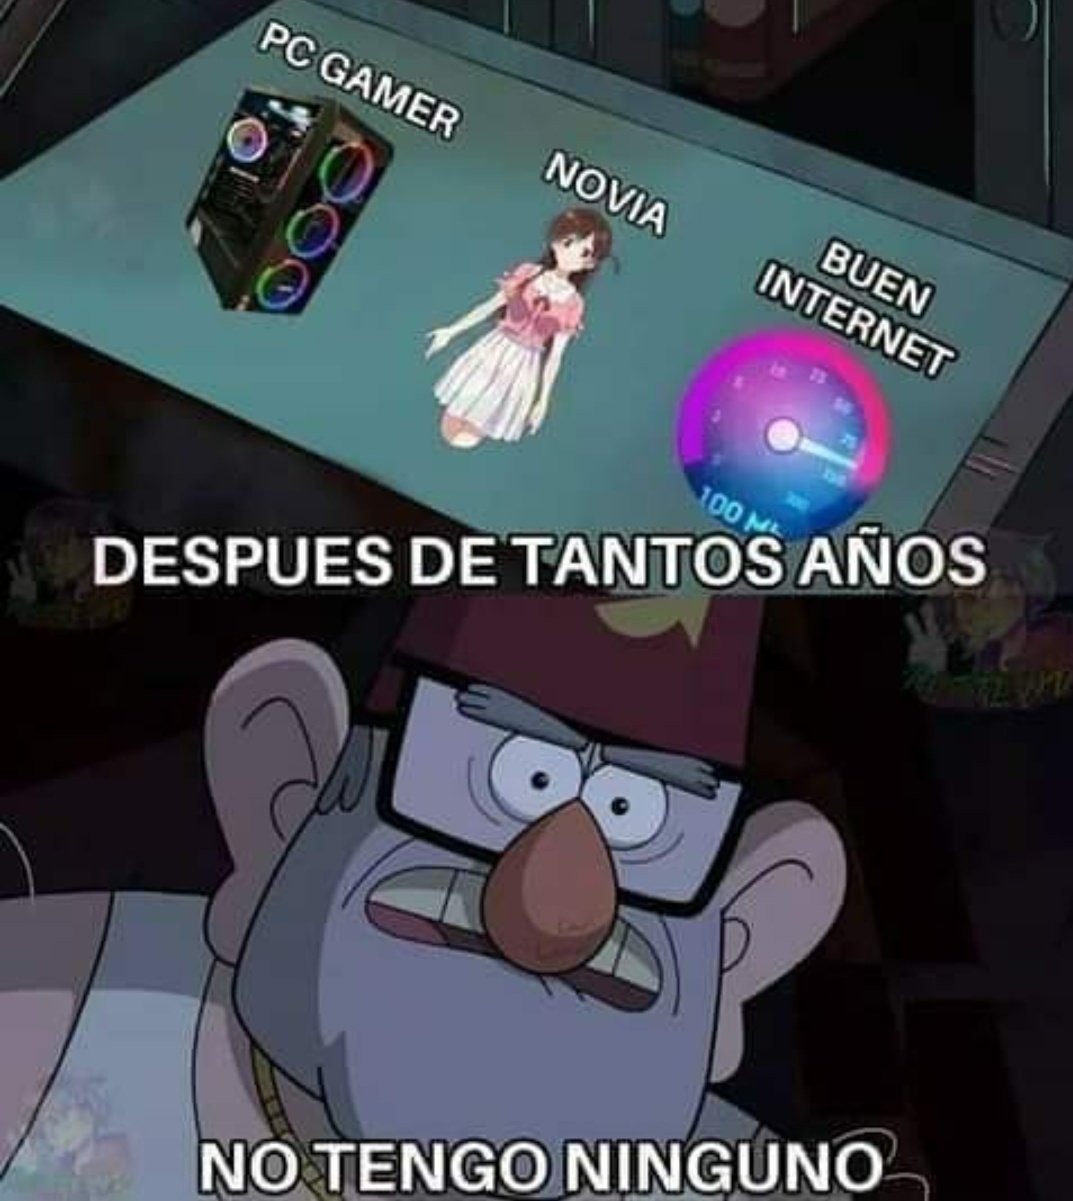 PC GAMER
NOVIA
BUEN
INTERNET
DESPUES DE TANTOS AÑOS
NO TENGO NINGUNO